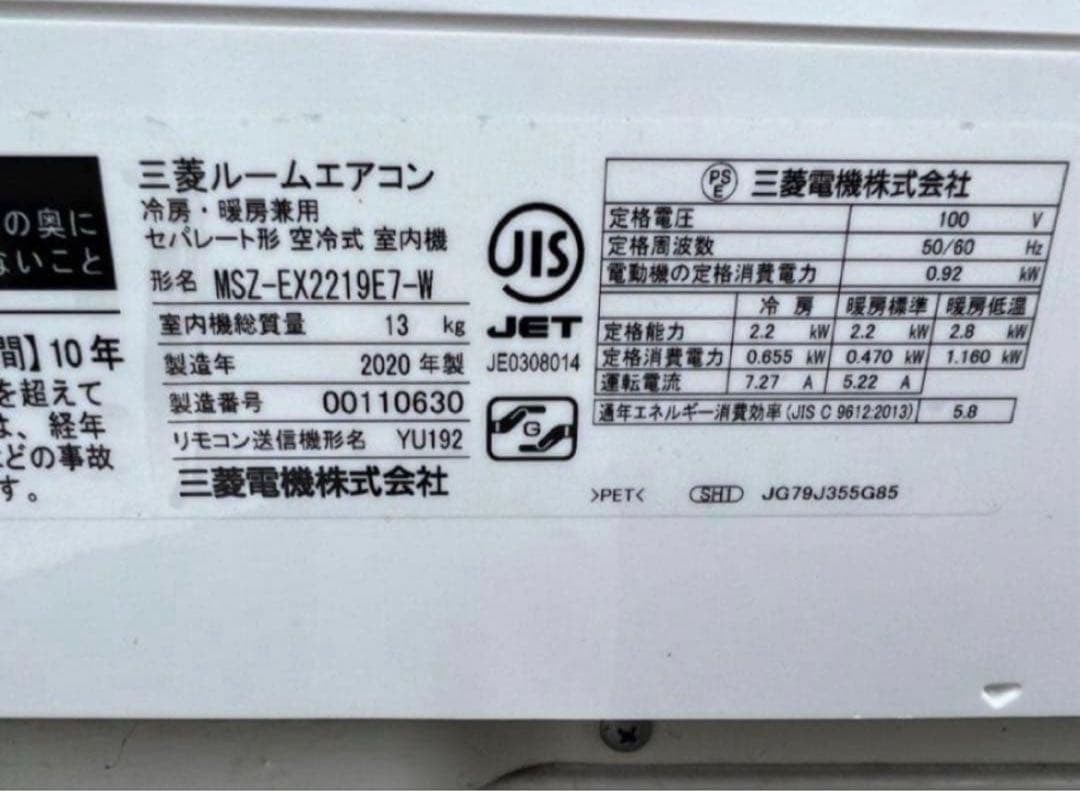 の奥に
ないこと
間】10年
を超えて
は、経年
などの事故
す。
三菱ルームエアコン
冷房・暖房兼用
セパレート形 空冷式 室内機
形名 MSZ-EX2219E7-W
室内機総質量 13 kg
製造年 2020 年製
製造番号 00110630
リモコン送信機形名 YU192
三菱電機株式会社
JIS
JET
JE0308014
G
PSE 三菱電機株式会社
定格電圧 100 V
定格周波数 50/60 Hz
電動機の定格消費電力 0.92 kW
冷房 暖房標準 暖房低温
定格能力 2.2 kW 2.2 kW 2.8 kW
定格消費電力 0.655 kW 0.470 kW 1.160 kW
運転電流 7.27 A 5.22 A
通年エネルギー消費効率(JIS C 9612:2013) 5.8
>PET< SHI JG79J355G85